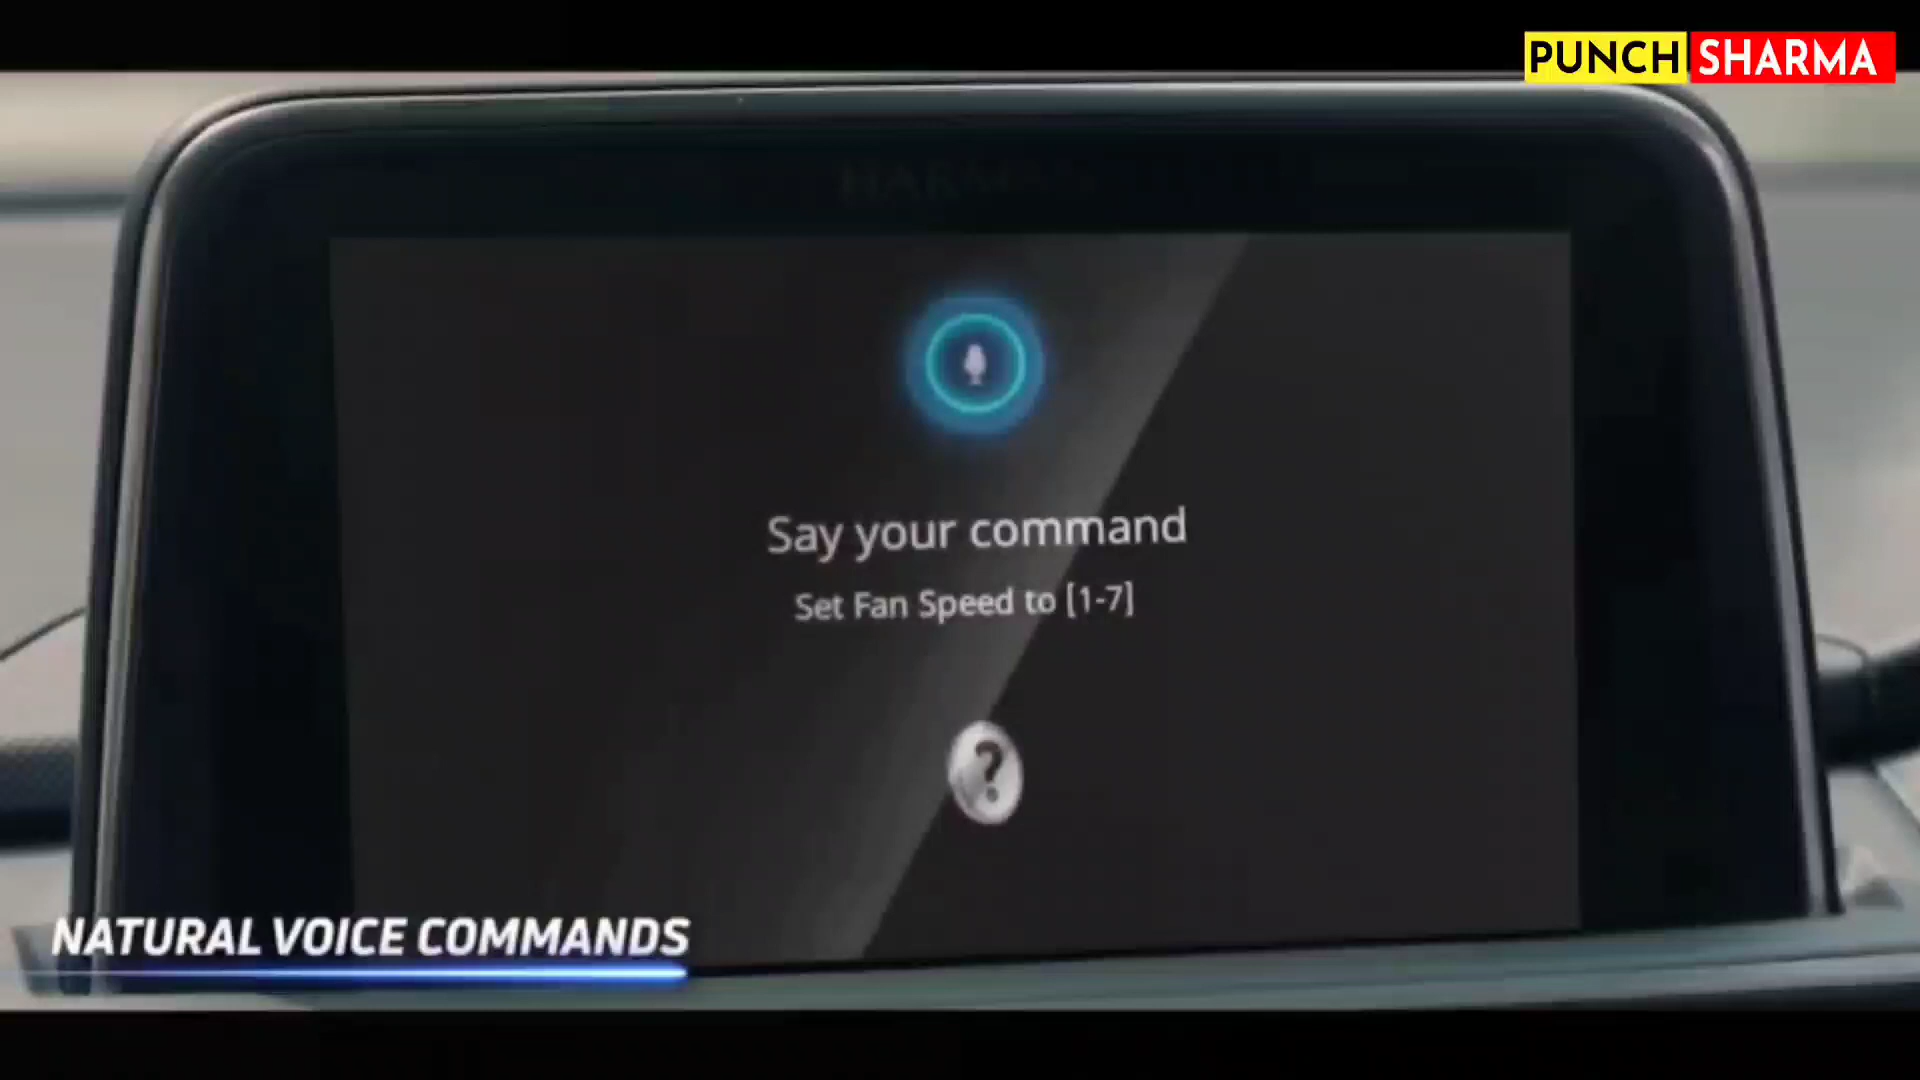 PUNCH SHARMA
Say your command
Set Fan Speed to [1-7]
?
NATURAL VOICE COMMANDS